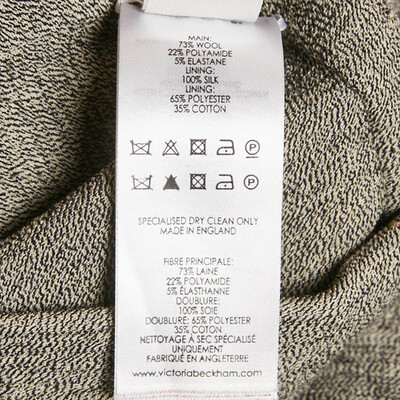 MAIN:
73% WOOL
22% POLYAMIDE
5% ELASTANE
LINING:
100% SILK
LINING:
65% POLYESTER
35% COTTON
P
P
SPECIALISED DRY CLEAN ONLY
MADE IN ENGLAND
FIBRE PRINCIPALE:
73% LAINE
22% POLYAMIDE
5% ÉLASTHANNE
DOUBLURE:
100% SOIE
DOUBLURE: 65% POLYESTER
35% COTON
NETTOYAGE À SEC SPÉCIALISÉ
UNIQUEMENT
FABRIQUÉ EN ANGLETERRE
www.victoriabeckham.com